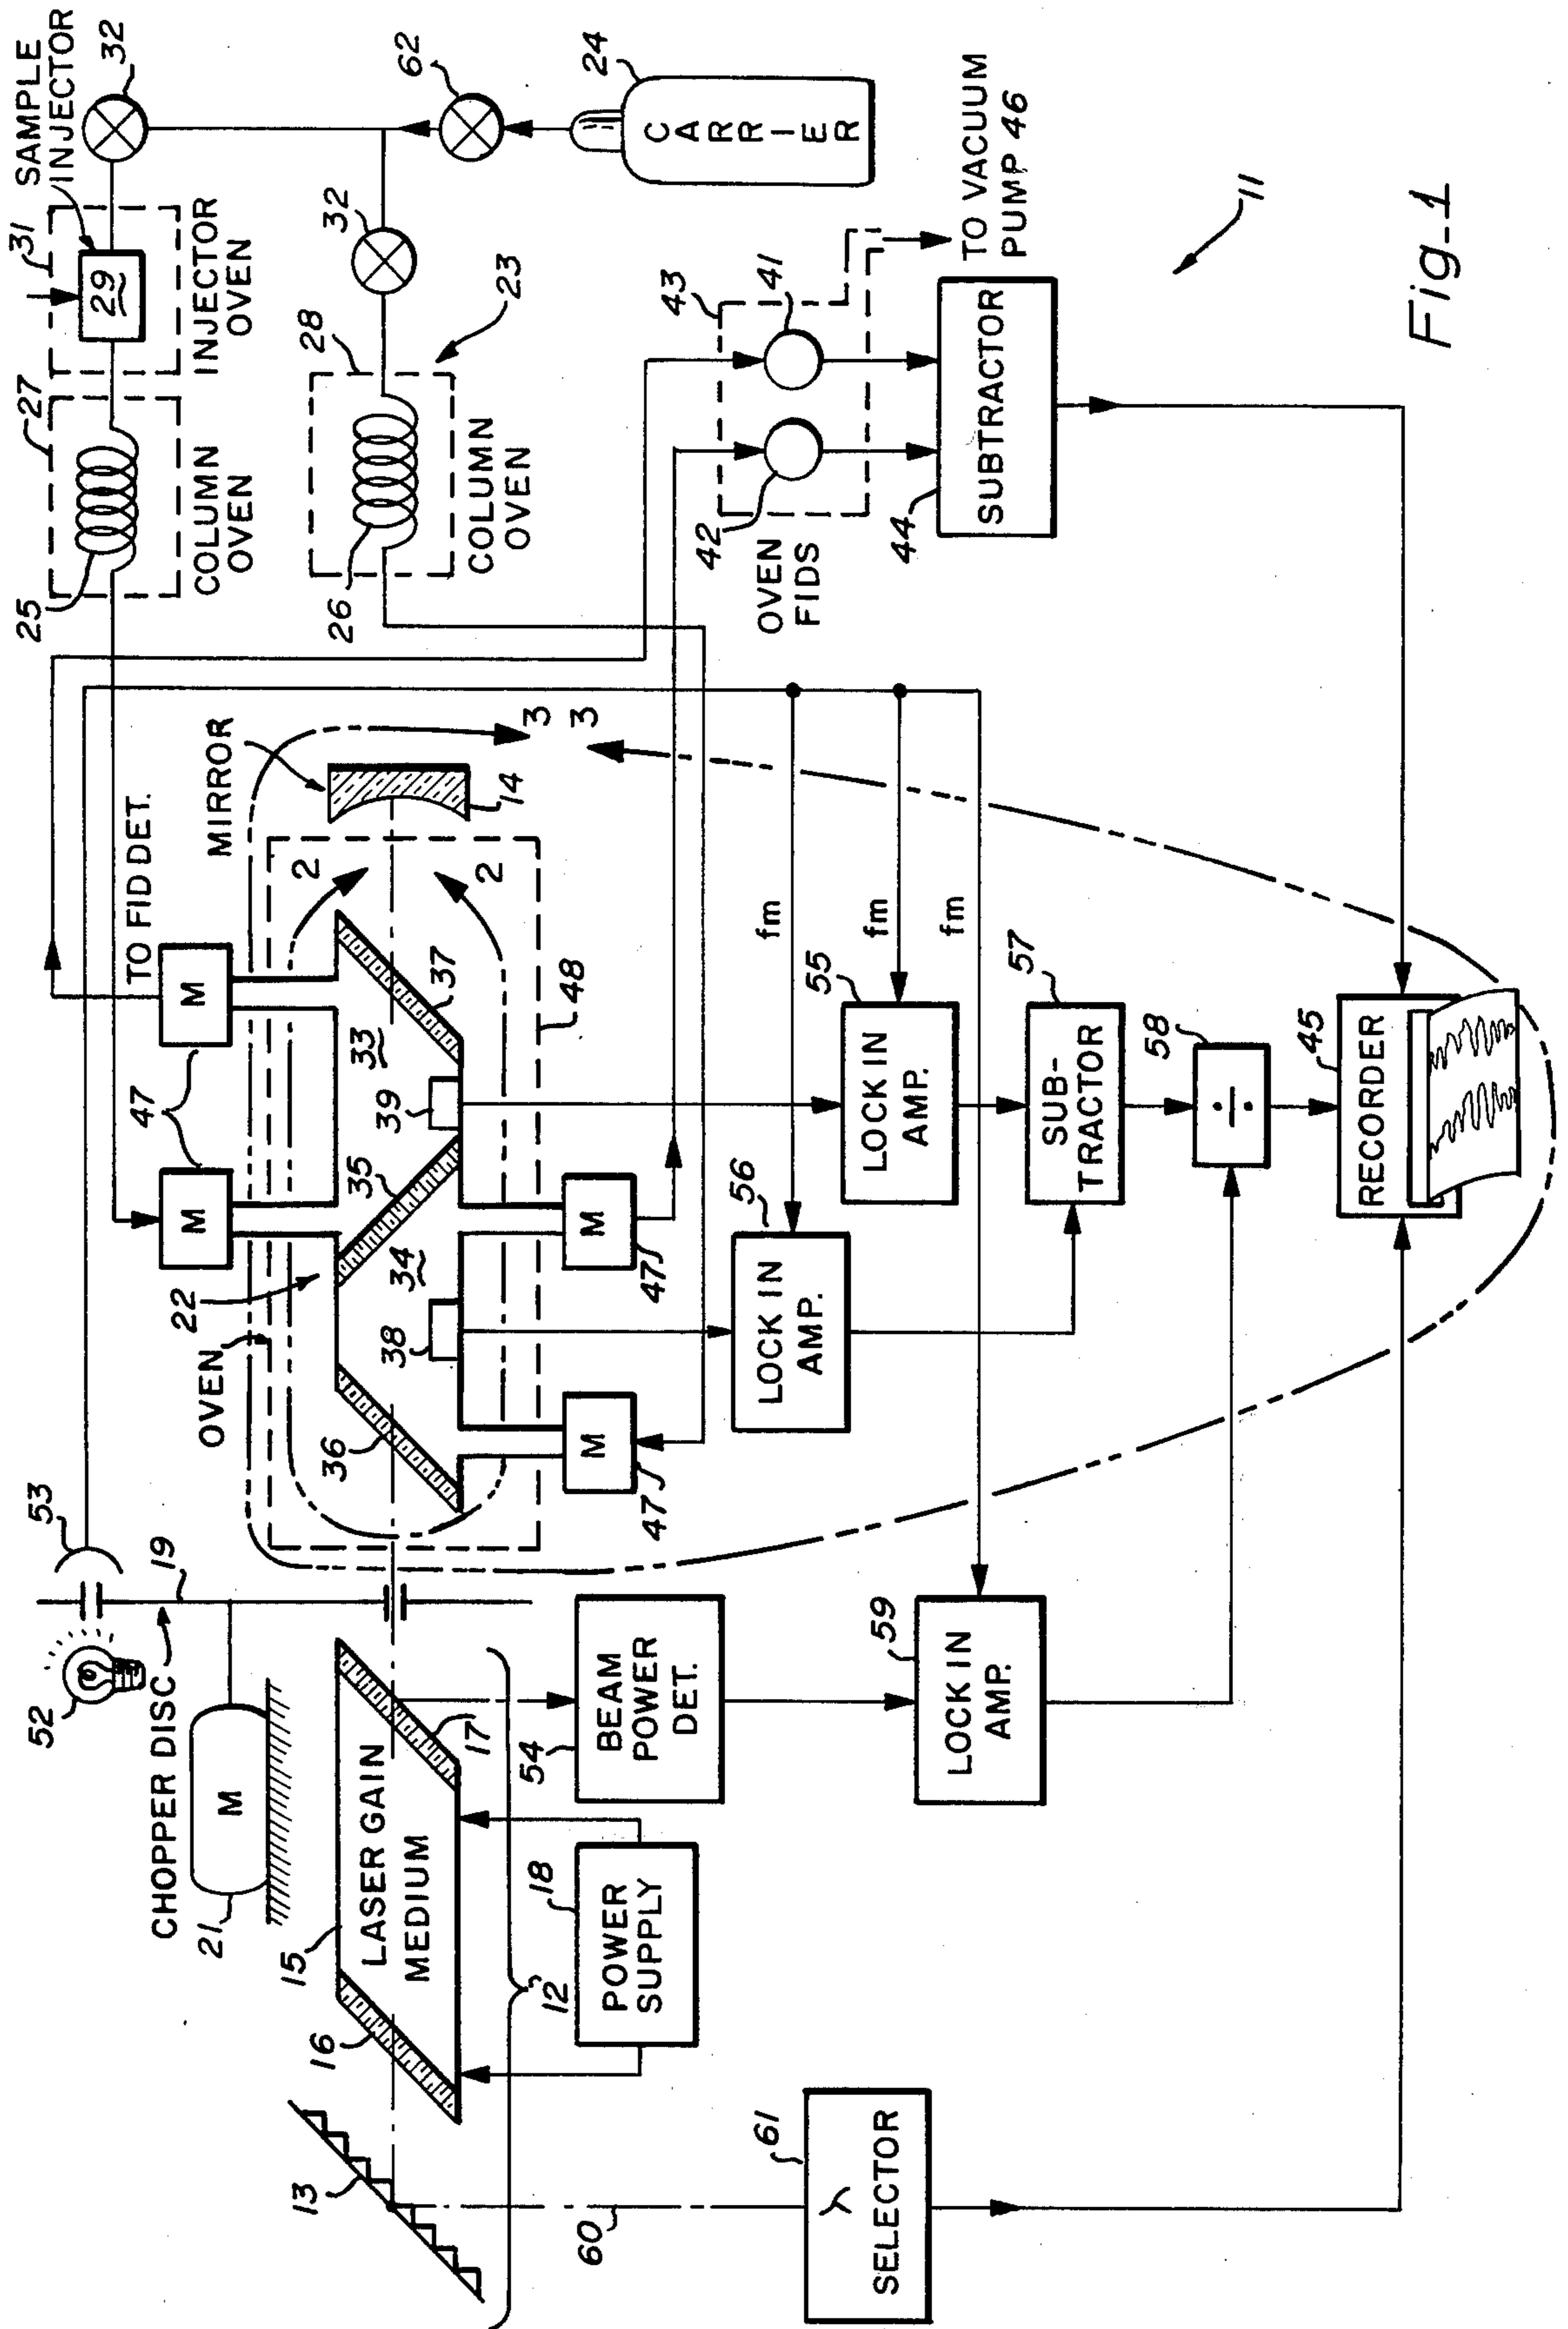 SAMPLE
INJECTOR
32
31
29
INJECTOR
OVEN
27
25
COLUMN
OVEN
62
24
CARRIER
32
28
26
23
COLUMN
OVEN
43
41
42
OVEN
FIDS
TO VACUUM
PUMP 46
44
SUBTRACTOR
11
Fig-1
TO FID DET.
MIRROR
14
3
3
2
2
47
M
M
33
37
39
35
34
38
22
OVEN
36
48
M
47
M
47
fm
fm
fm
55
LOCK IN
AMP.
56
LOCK IN
AMP.
57
SUB-
TRACTOR
58
÷
45
RECORDER
53
52
19
CHOPPER DISC
M
21
15
LASER GAIN
MEDIUM
16
17
13
12
18
POWER
SUPPLY
54
BEAM
POWER
DET.
59
LOCK IN
AMP.
60
61
λ
SELECTOR